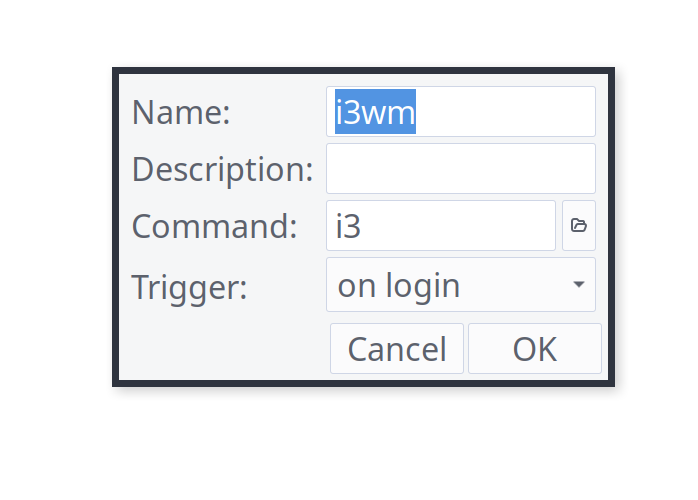 Name: i3wm
Description:
Command: i3
Trigger: on login
Cancel OK